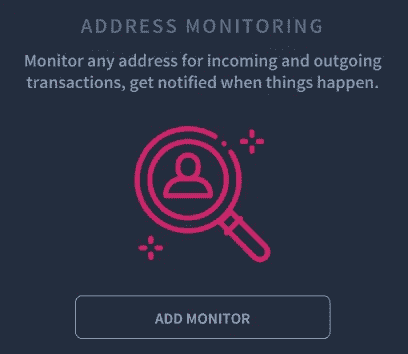 ADDRESS MONITORING
Monitor any address for incoming and outgoing
transactions, get notified when things happen.
ADD MONITOR